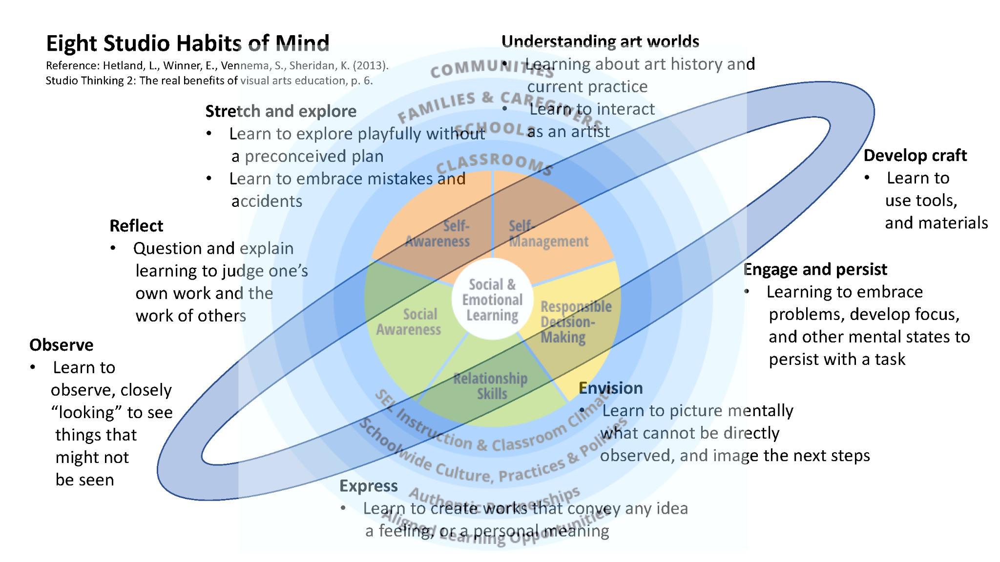 Eight Studio Habits of Mind
Reference: Hetland, L., Winner, E., Vennema, S., Sheridan, K. (2013).
Studio Thinking 2: The real benefits of visual arts education, p. 6.
Understanding art worlds
• Learning about art history and
current practice
• Learn to interact
as an artist
Stretch and explore
• Learn to explore playfully without
a preconceived plan
• Learn to embrace mistakes and
accidents
Develop craft
• Learn to
use tools,
and materials
Reflect
• Question and explain
learning to judge one’s
own work and the
work of others
Engage and persist
• Learning to embrace
problems, develop focus,
and other mental states to
persist with a task
Observe
• Learn to
observe, closely
“looking” to see
things that
might not
be seen
Envision
• Learn to picture mentally
what cannot be directly
observed, and image the next steps
Express
• Learn to create works that convey any idea
a feeling, or a personal meaning
COMMUNITIES
FAMILIES & CAREGIVERS
SCHOOLS
CLASSROOMS
Self-
Awareness
Self-
Management
Social &
Emotional
Learning
Social
Awareness
Responsible
Decision-
Making
Relationship
Skills
SEL Instruction & Classroom Climate
Schoolwide Culture, Practices & Policies
Authentic Partnerships
Aligned Learning Opportunities